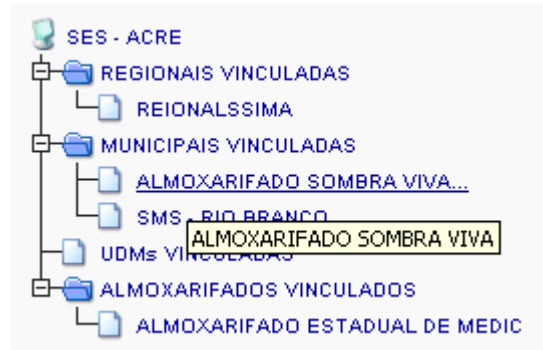 SES - ACRE
REGIONAIS VINCULADAS
REIONALSSIMA
MUNICIPAIS VINCULADAS
ALMOXARIFADO SOMBRA VIVA...
SMS - RIO BRANCO
ALMOXARIFADO SOMBRA VIVA
UDMs VINCULADAS
ALMOXARIFADOS VINCULADOS
ALMOXARIFADO ESTADUAL DE MEDIC